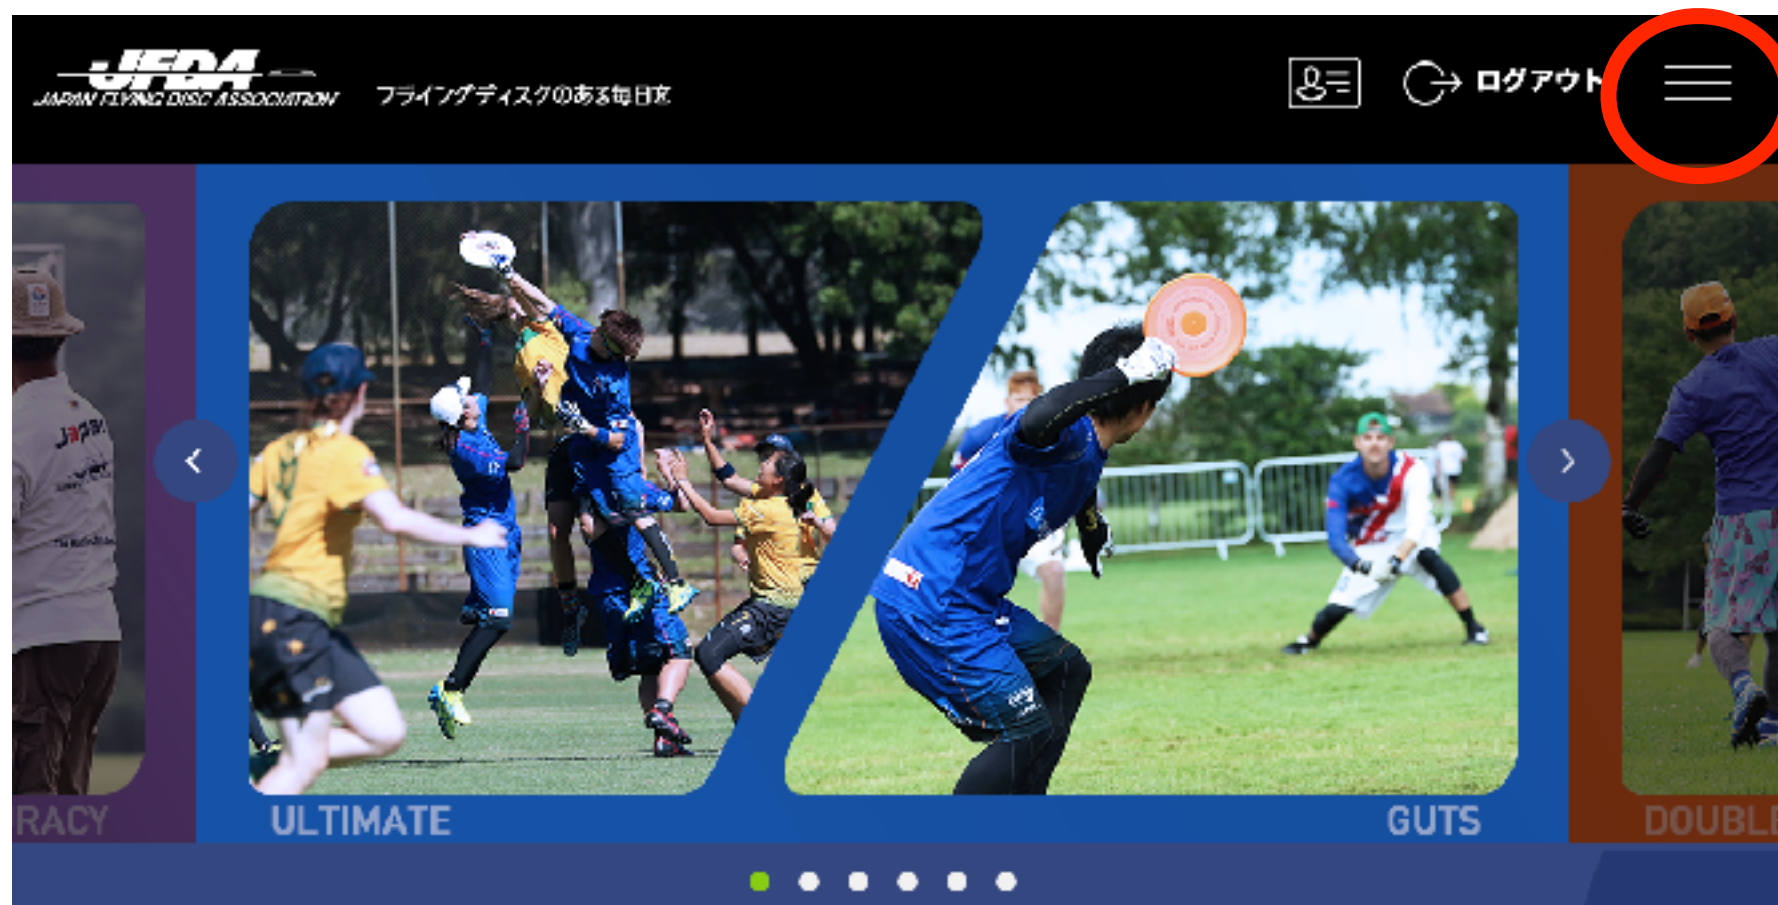 JFDA
JAPAN FLYING DISC ASSOCIATION
フライングディスクのある毎日を
ログアウト
Japan
RACY
ULTIMATE
GUTS
DOUBLE